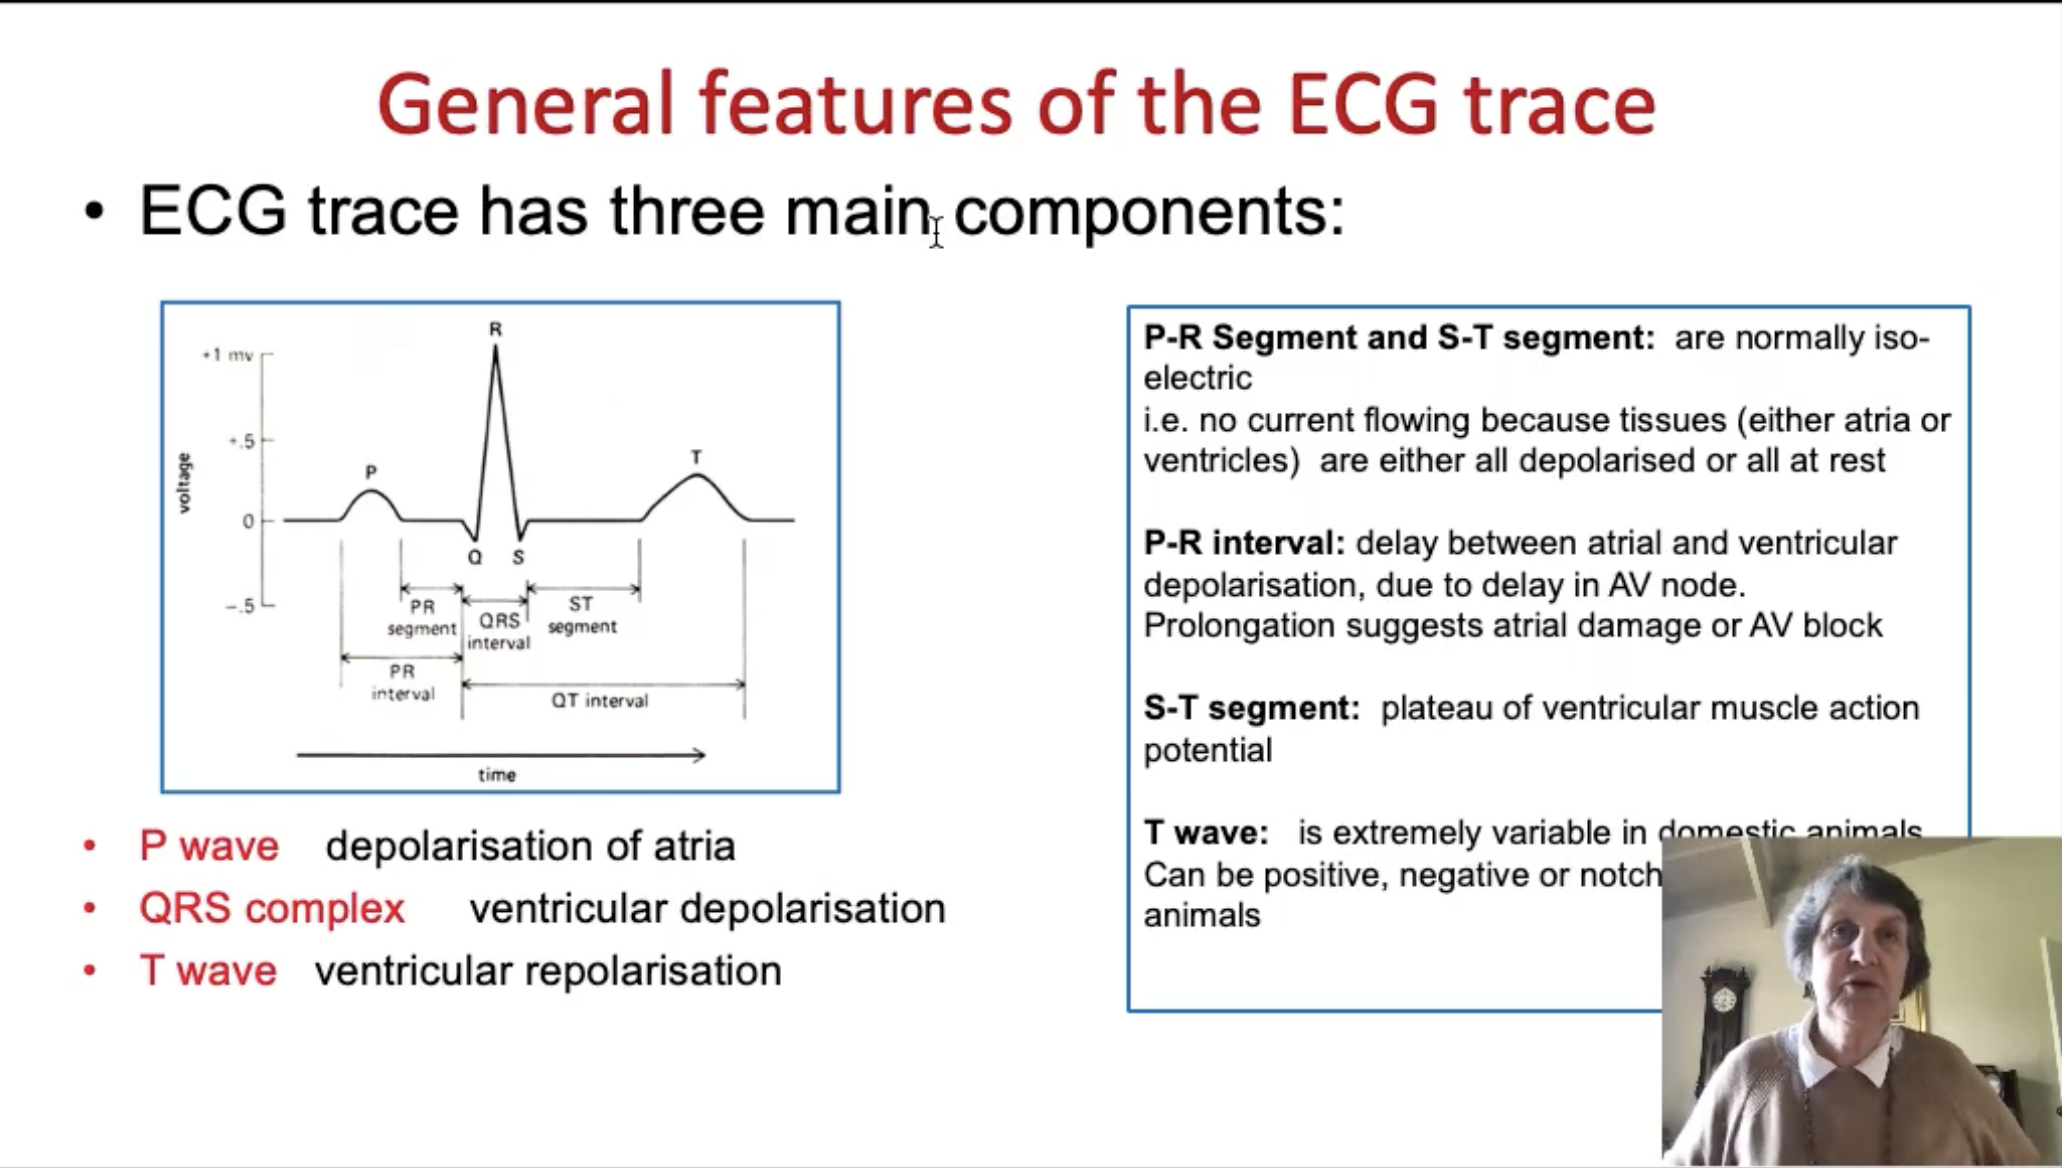 General features of the ECG trace
• ECG trace has three main components:
R
+1 mv
+.5
P
T
voltage
0
Q S
-.5
PR
segment
QRS
interval
ST
segment
PR
interval
QT interval
time
• P wave depolarisation of atria
• QRS complex ventricular depolarisation
• T wave ventricular repolarisation
P-R Segment and S-T segment: are normally iso-
electric
i.e. no current flowing because tissues (either atria or
ventricles) are either all depolarised or all at rest
P-R interval: delay between atrial and ventricular
depolarisation, due to delay in AV node.
Prolongation suggests atrial damage or AV block
S-T segment: plateau of ventricular muscle action
potential
T wave: is extremely variable in domestic animals
Can be positive, negative or notch
animals